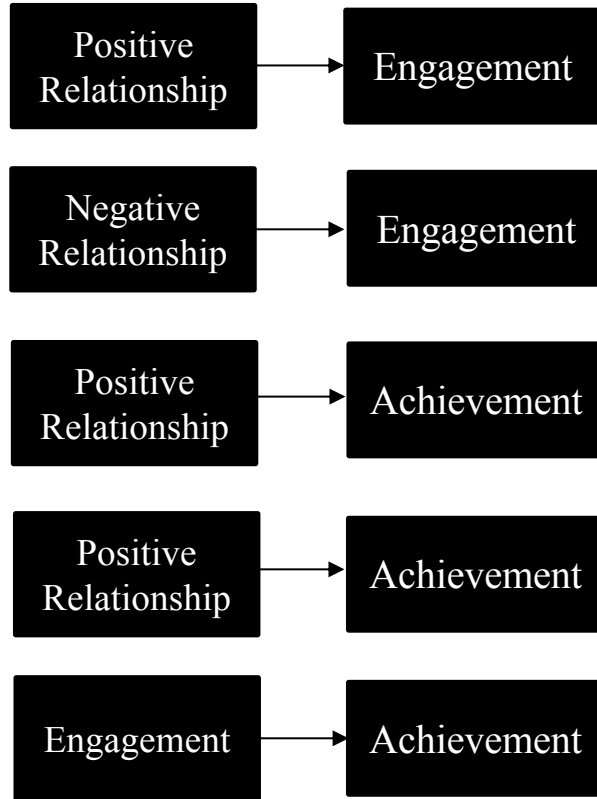 Positive
Relationship
Engagement
Negative
Relationship
Engagement
Positive
Relationship
Achievement
Positive
Relationship
Achievement
Engagement
Achievement